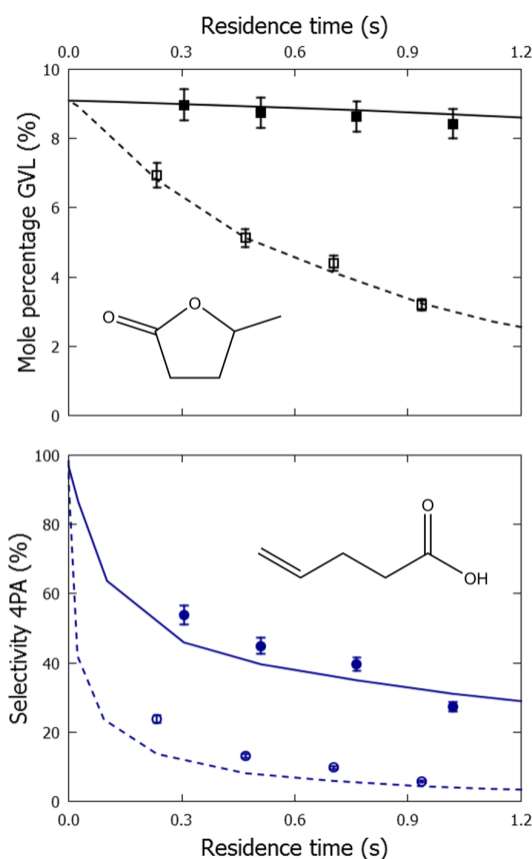 Residence time (s)
0.0 0.3 0.6 0.9 1.2
10
8
6
4
2
0
Mole percentage GVL (%)
O
O
100
80
60
40
20
0
Selectivity 4PA (%)
O
OH
0.0 0.3 0.6 0.9 1.2
Residence time (s)